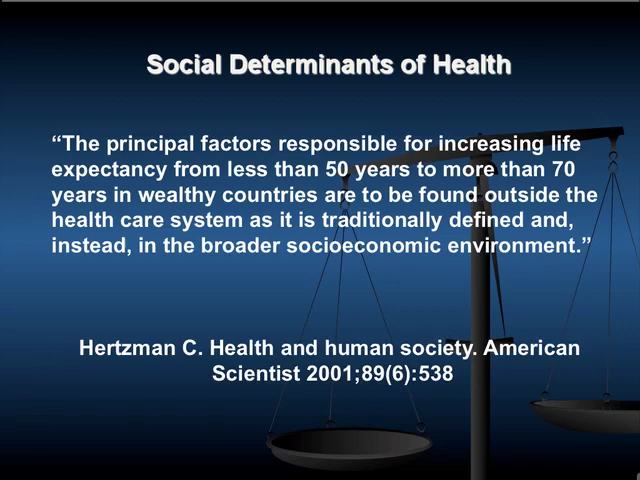 Social Determinants of Health
“The principal factors responsible for increasing life
expectancy from less than 50 years to more than 70
years in wealthy countries are to be found outside the
health care system as it is traditionally defined and,
instead, in the broader socioeconomic environment.”
Hertzman C. Health and human society. American
Scientist 2001;89(6):538